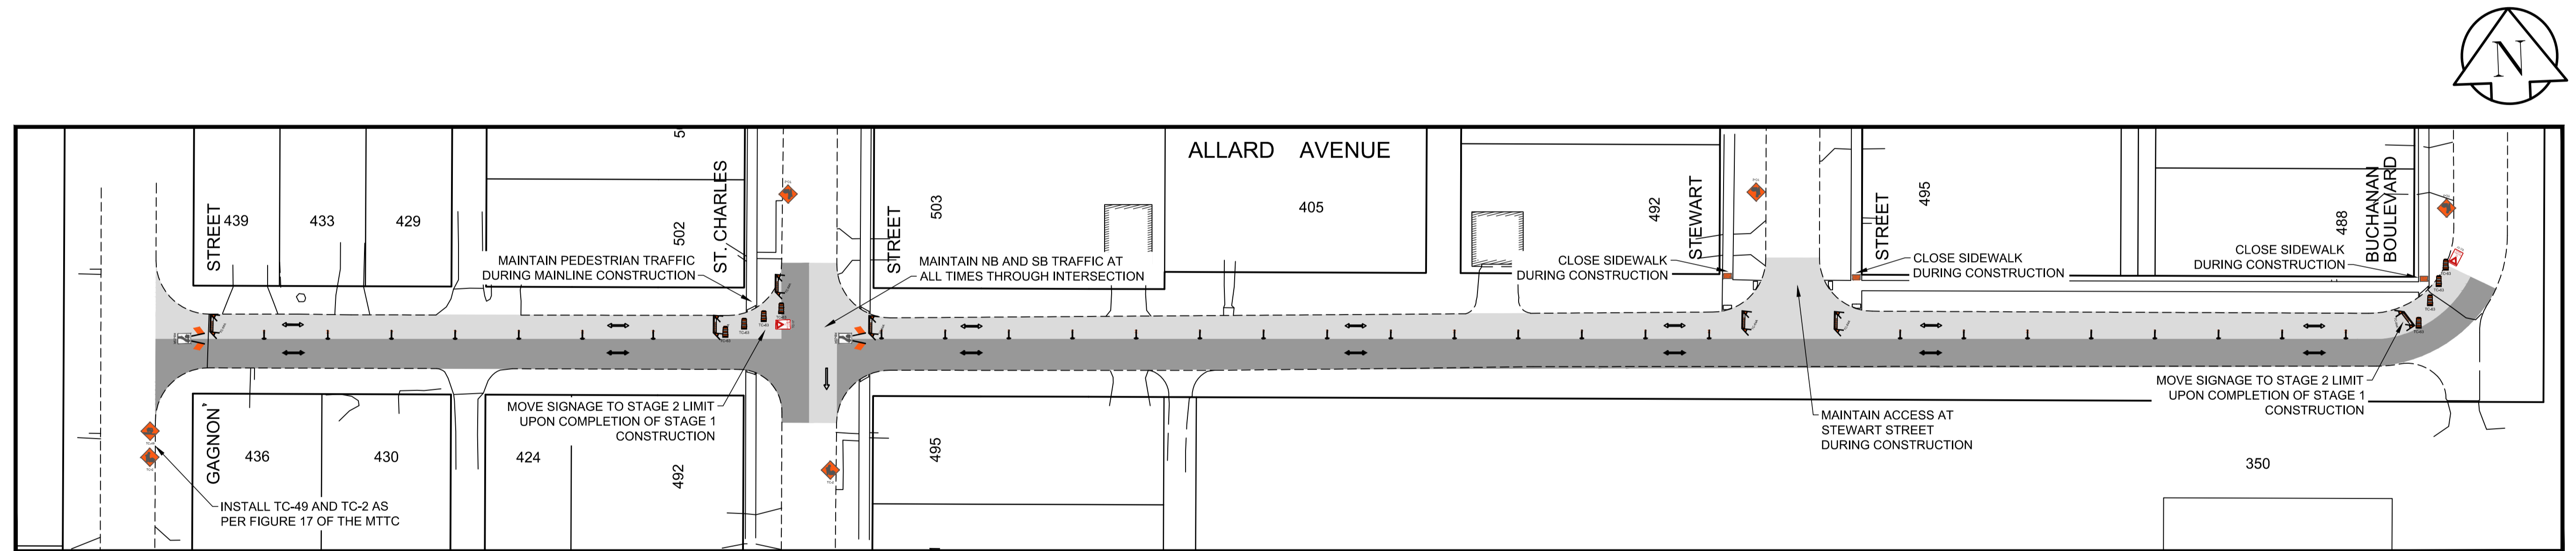 N
ALLARD AVENUE
STREET
439
433
429
502
ST. CHARLES
STREET
503
405
492
STEWART
STREET
495
488
BUCHANAN
BOULEVARD
MAINTAIN PEDESTRIAN TRAFFIC
DURING MAINLINE CONSTRUCTION
MAINTAIN NB AND SB TRAFFIC AT
ALL TIMES THROUGH INTERSECTION
CLOSE SIDEWALK
DURING CONSTRUCTION
CLOSE SIDEWALK
DURING CONSTRUCTION
CLOSE SIDEWALK
DURING CONSTRUCTION
MOVE SIGNAGE TO STAGE 2 LIMIT
UPON COMPLETION OF STAGE 1
CONSTRUCTION
MOVE SIGNAGE TO STAGE 2 LIMIT
UPON COMPLETION OF STAGE 1
CONSTRUCTION
MAINTAIN ACCESS AT
STEWART STREET
DURING CONSTRUCTION
GAGNON
436
430
424
492
495
350
INSTALL TC-49 AND TC-2 AS
PER FIGURE 17 OF THE MTTC